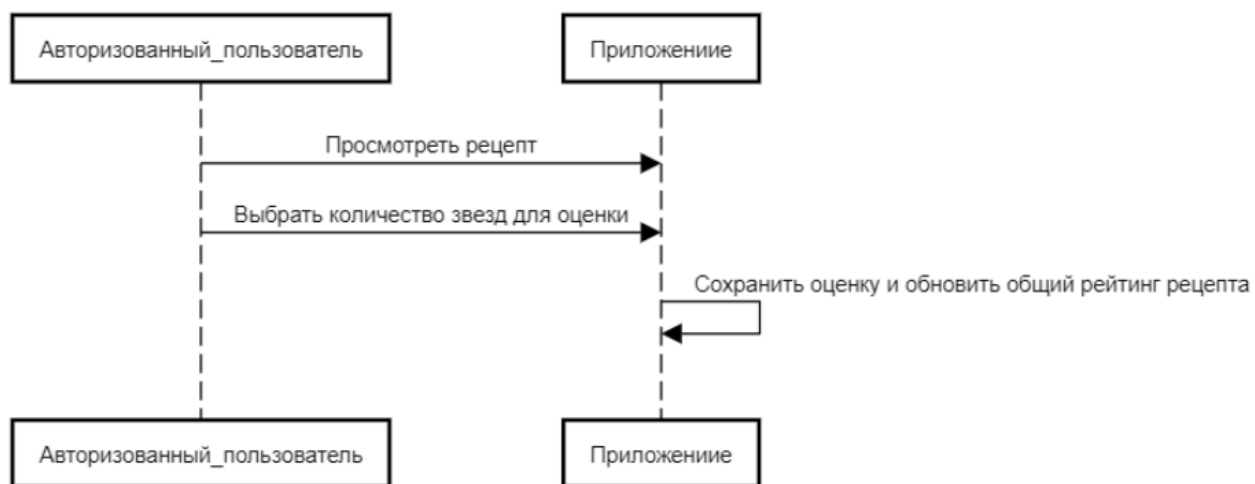 Авторизованный_пользователь
Приложениие
Просмотреть рецепт
Выбрать количество звезд для оценки
Сохранить оценку и обновить общий рейтинг рецепта
Авторизованный_пользователь
Приложениие